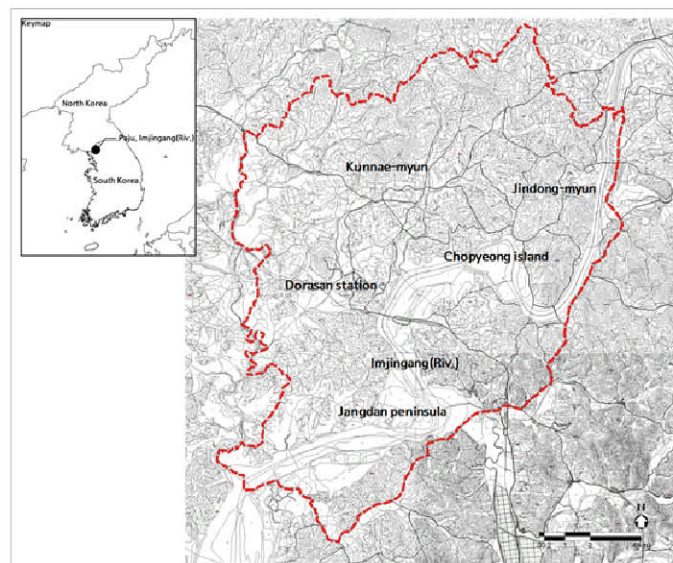 Keymap
North Korea
Paju, Imjingang(Riv.)
South Korea
Kunnae-myun
Jindong-myun
Chopyeong island
Dorasan station
Imjingang(Riv.)
Jangdan peninsula
N